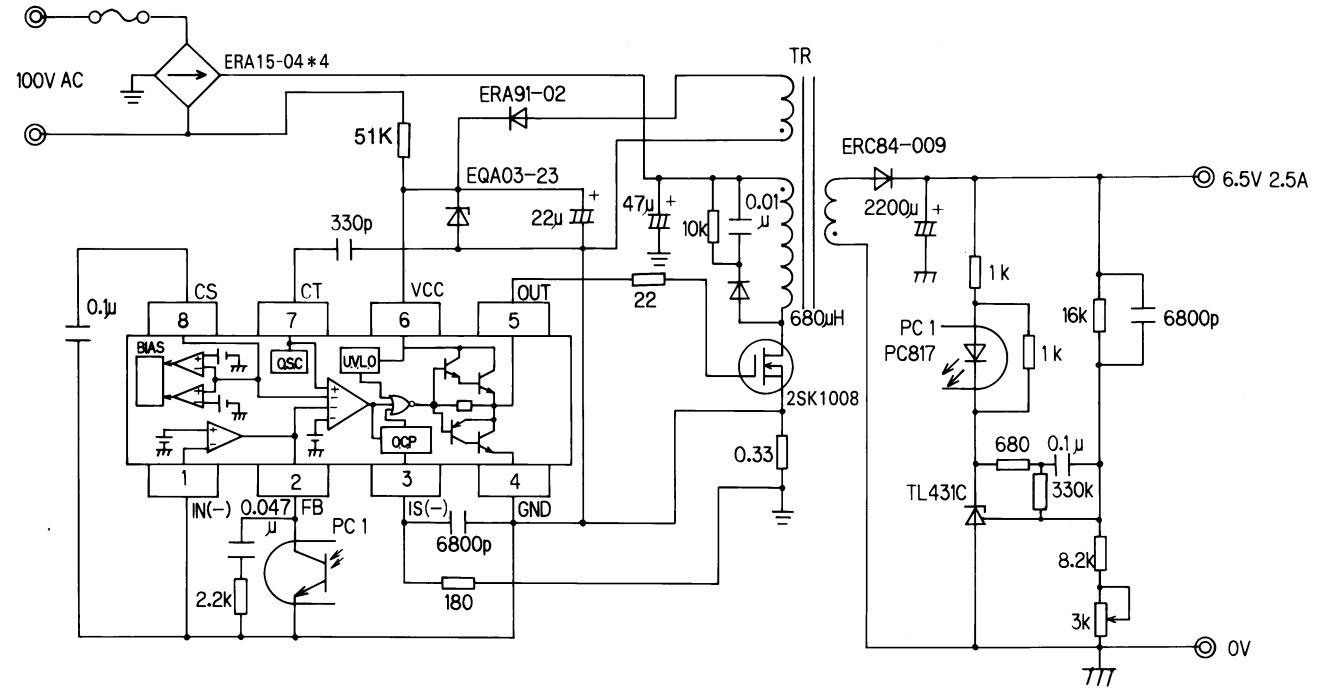 TR
ERA15-04*4
100V AC
ERA91-02
51K
ERC84-009
EQA03-23
6.5V 2.5A
22μ
+
47μ
+
0.01
μ
10k
2200μ
+
330p
1k
CS
CT
VCC
OUT
22
0.1μ
8
7
6
5
680μH
16k
6800p
BIAS
O.S.C
U.V.L.O
PC1
PC817
1k
2SK1008
O.C.P
0.33
680
0.1μ
330k
TL431C
1
2
3
4
IN(-)
0.047
μ
FB
PC1
IS(-)
6800p
GND
8.2k
2.2k
180
3k
0V